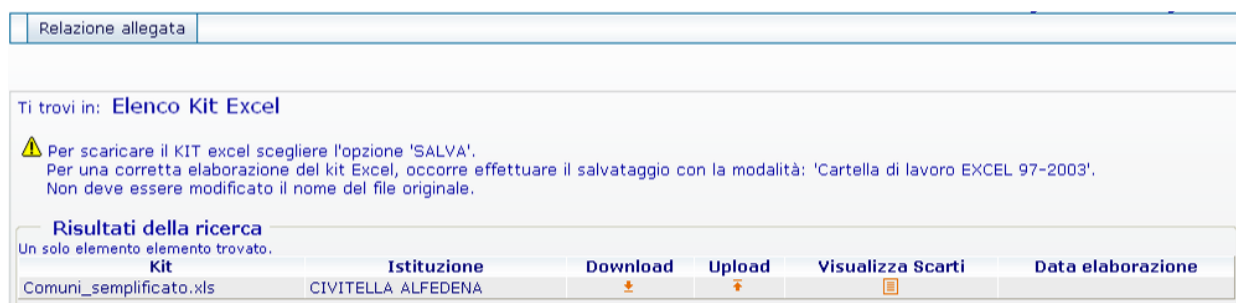 Relazione allegata
Ti trovi in: Elenco Kit Excel
Per scaricare il KIT excel scegliere l'opzione 'SALVA'.
Per una corretta elaborazione del kit Excel, occorre effettuare il salvataggio con la modalità: 'Cartella di lavoro EXCEL 97-2003'.
Non deve essere modificato il nome del file originale.
Risultati della ricerca
Un solo elemento elemento trovato.
Kit Istituzione Download Upload Visualizza Scarti Data elaborazione
Comuni_semplificato.xls CIVITELLA ALFEDENA